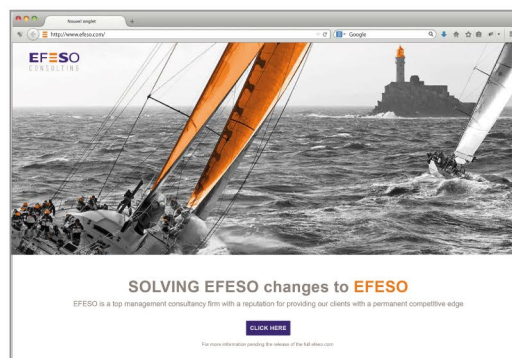 Nouvel onglet
http://www.efeso.com/
Google
EFESO
CONSULTING
SOLVING EFESO changes to EFESO
EFESO is a top management consultancy firm with a reputation for providing our clients with a permanent competitive edge
CLICK HERE
For more information pending the release of the full efeso.com